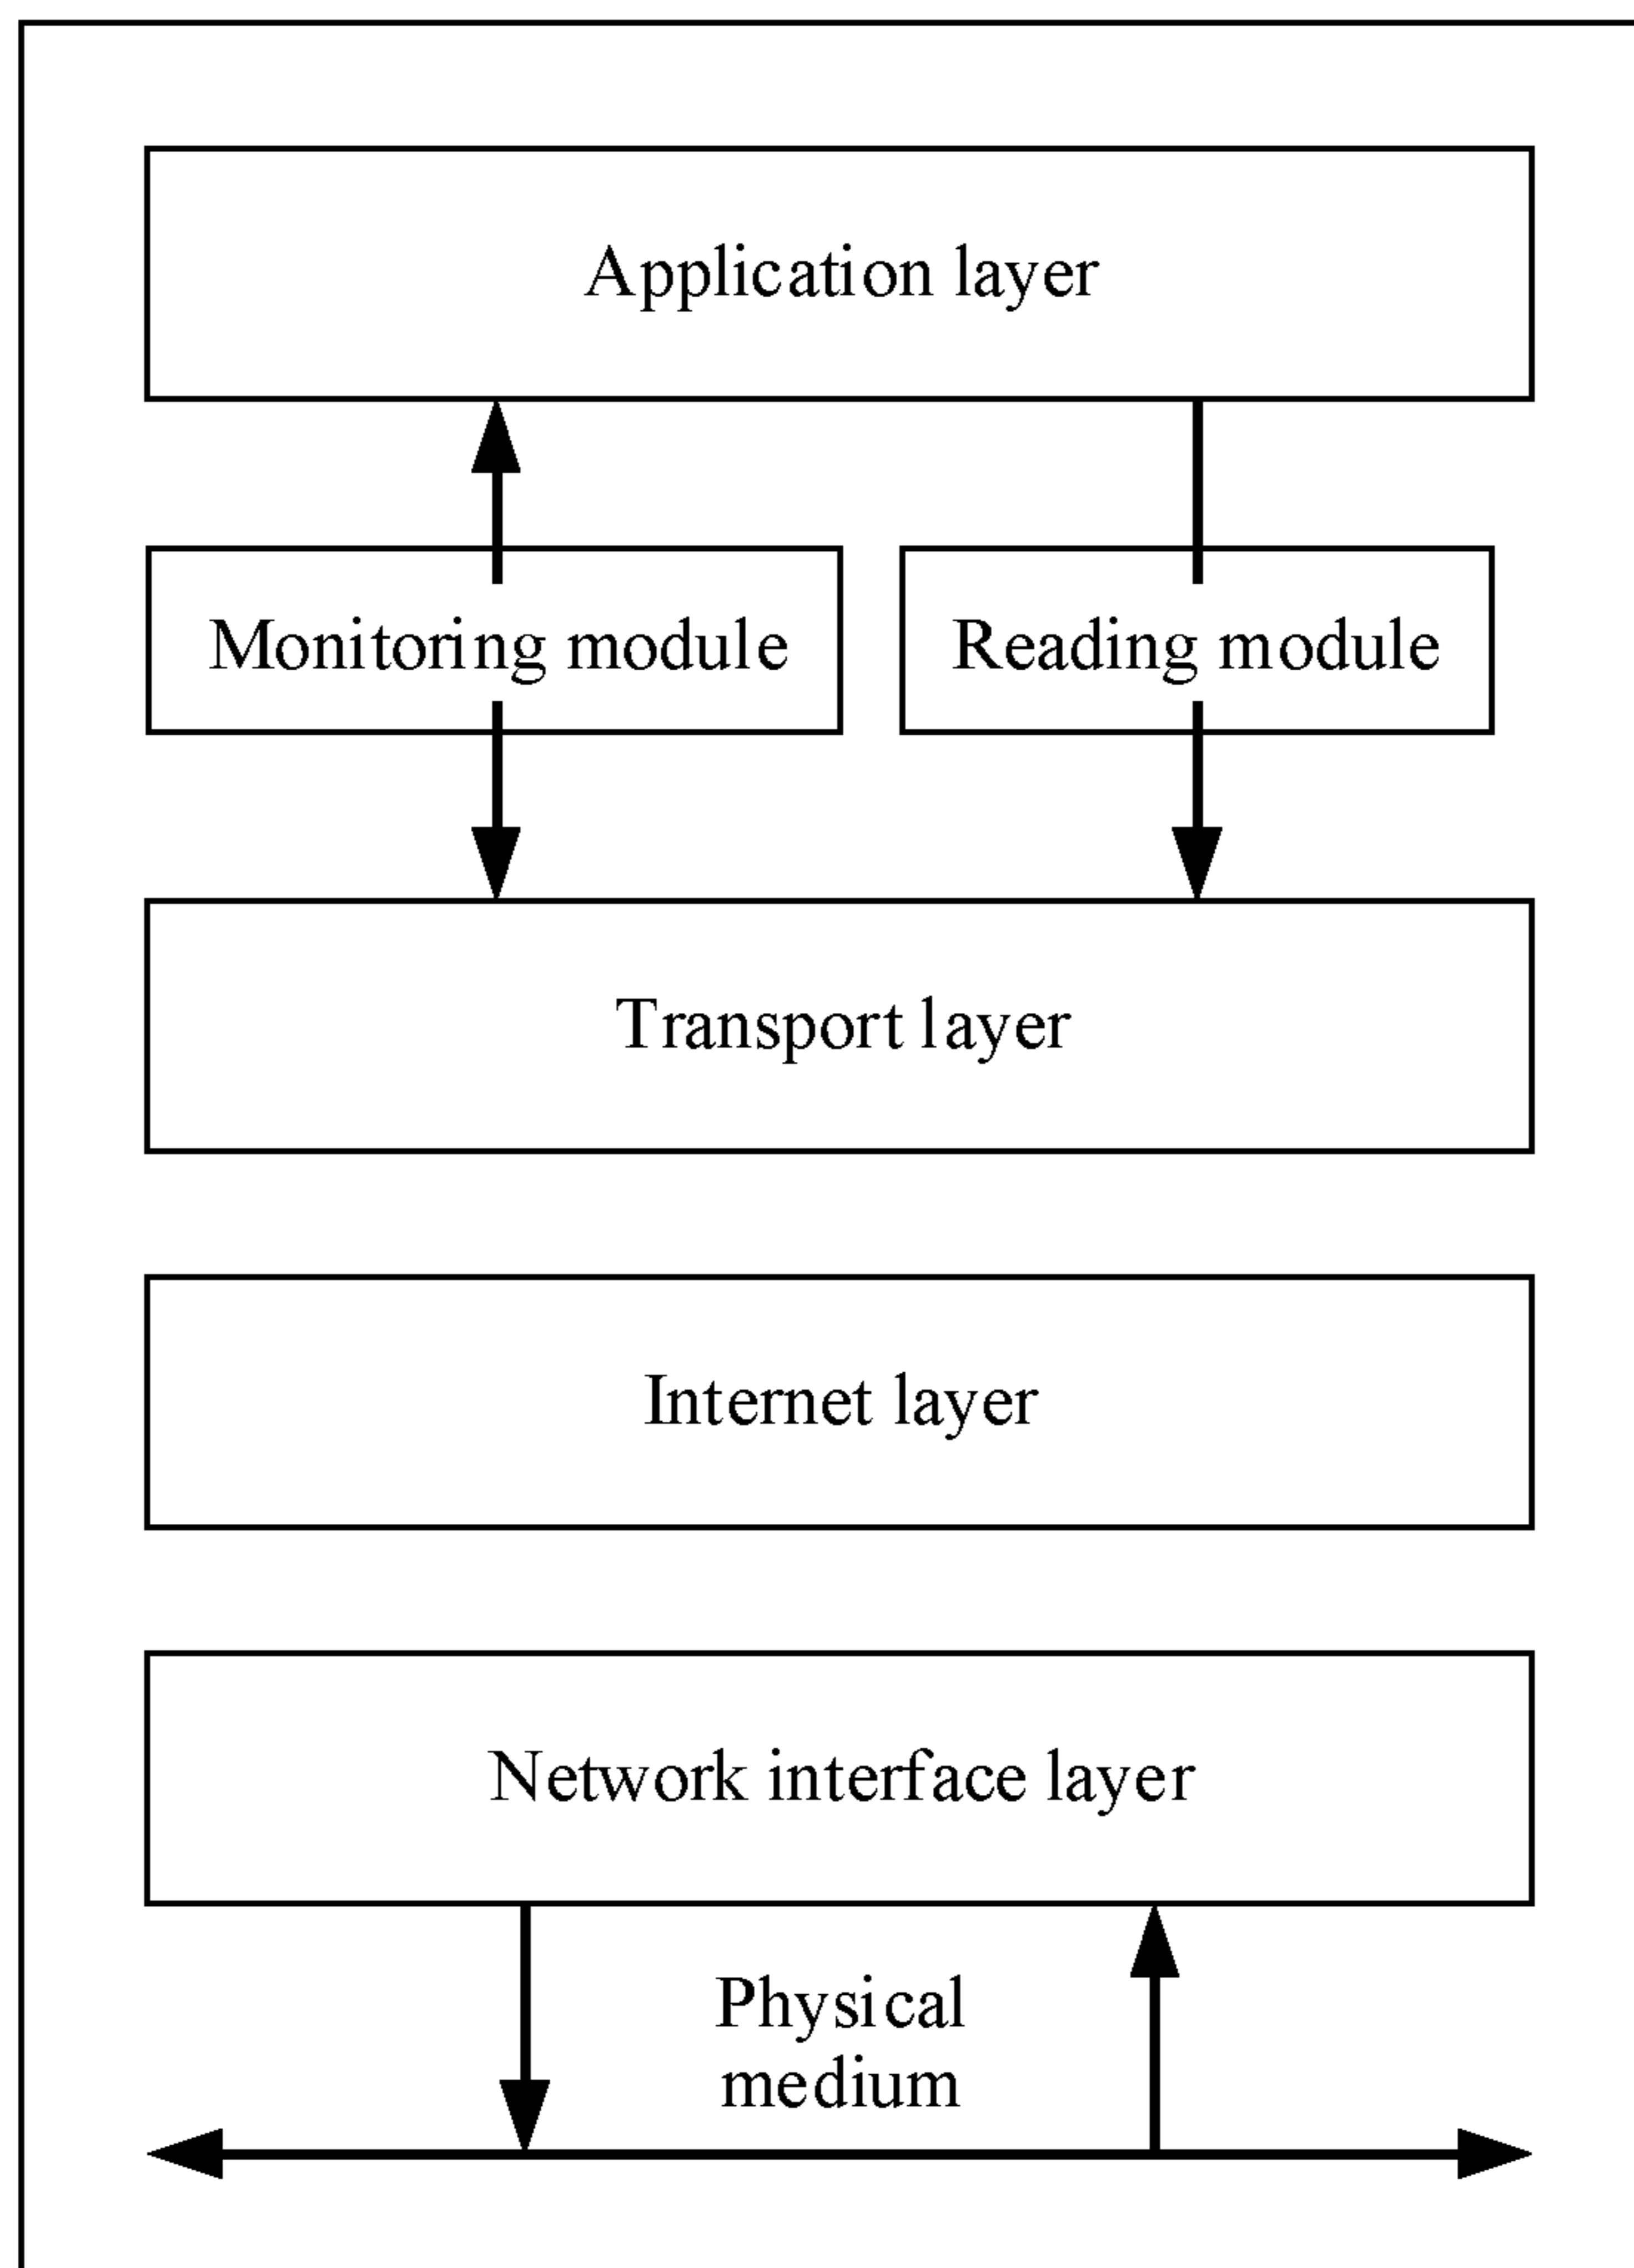 Application layer
Monitoring module
Reading module
Transport layer
Internet layer
Network interface layer
Physical
medium